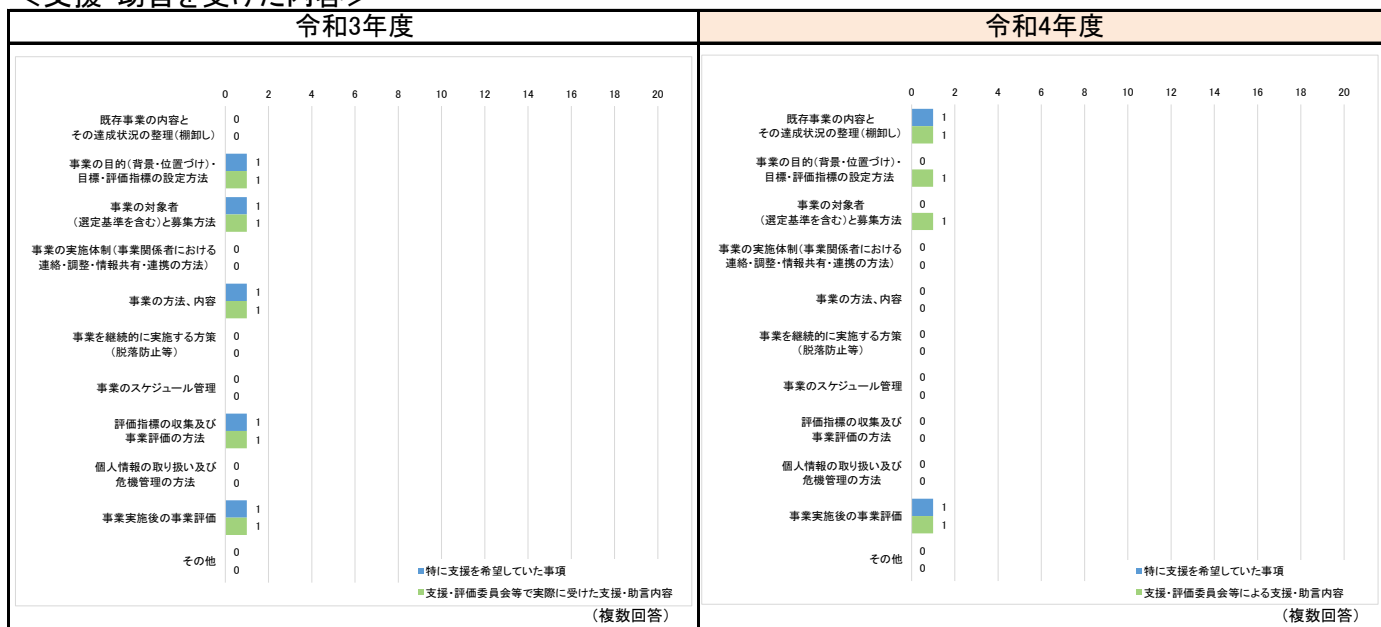 ＜支援・助言を受けた内容＞
令和3年度
0 2 4 6 8 10 12 14 16 18 20
既存事業の内容と
その達成状況の整理(棚卸し)
0
0
事業の目的(背景・位置づけ)・
目標・評価指標の設定方法
1
1
事業の対象者
(選定基準を含む)と募集方法
1
1
事業の実施体制(事業関係者における
連絡・調整・情報共有・連携の方法)
0
0
事業の方法、内容
1
1
事業を継続的に実施する方策
(脱落防止等)
0
0
事業のスケジュール管理
0
0
評価指標の収集及び
事業評価の方法
1
1
個人情報の取り扱い及び
危機管理の方法
0
0
事業実施後の事業評価
1
1
その他
0
0
特に支援を希望していた事項
支援・評価委員会等で実際に受けた支援・助言内容
(複数回答)
令和4年度
0 2 4 6 8 10 12 14 16 18 20
既存事業の内容と
その達成状況の整理(棚卸し)
1
1
事業の目的(背景・位置づけ)・
目標・評価指標の設定方法
0
1
事業の対象者
(選定基準を含む)と募集方法
0
1
事業の実施体制(事業関係者における
連絡・調整・情報共有・連携の方法)
0
0
事業の方法、内容
0
0
事業を継続的に実施する方策
(脱落防止等)
0
0
事業のスケジュール管理
0
0
評価指標の収集及び
事業評価の方法
0
0
個人情報の取り扱い及び
危機管理の方法
0
0
事業実施後の事業評価
1
1
その他
0
0
特に支援を希望していた事項
支援・評価委員会等による支援・助言内容
(複数回答)